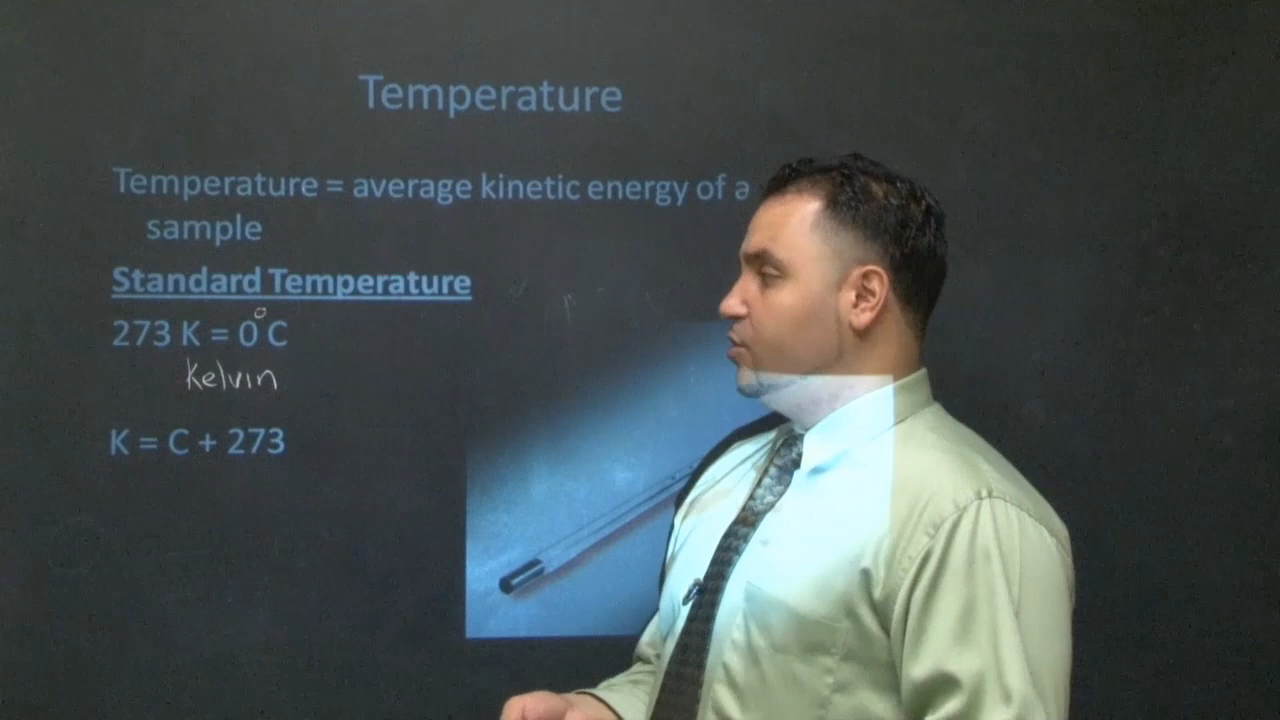 Temperature
Temperature = average kinetic energy of a
sample
Standard Temperature
273 K = 0° C
Kelvin
K = C + 273